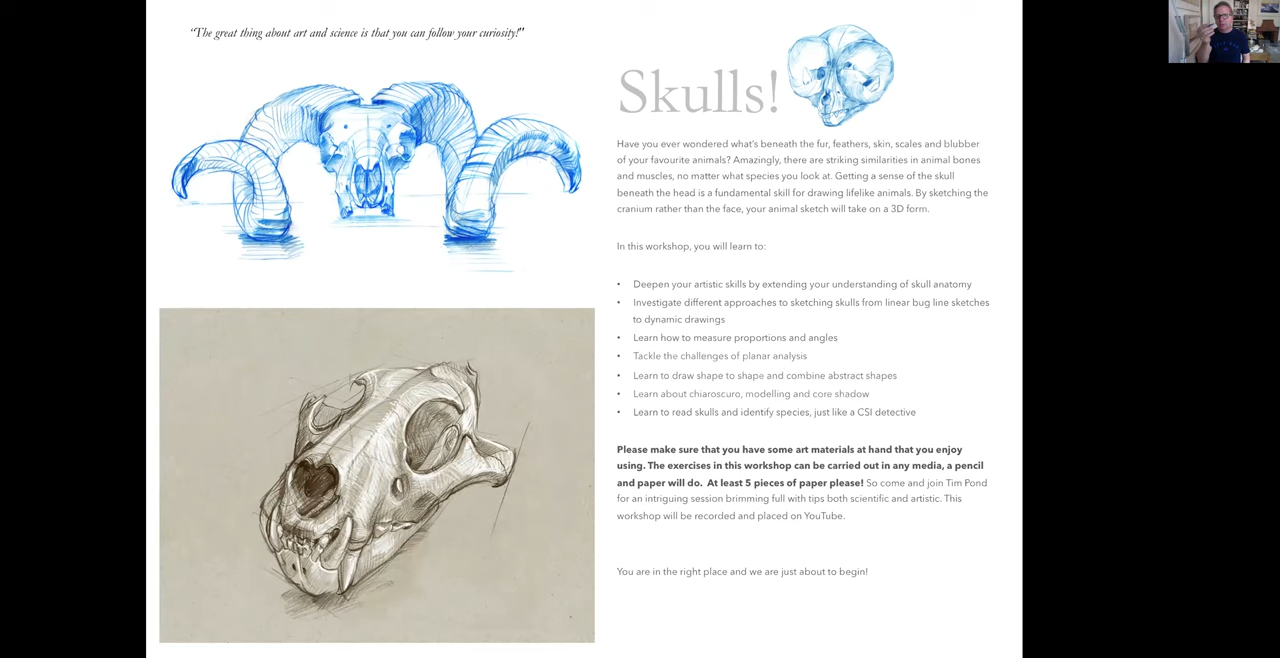 “The great thing about art and science is that you can follow your curiosity!"
Skulls!
Have you ever wondered what’s beneath the fur, feathers, skin, scales and blubber
of your favourite animals? Amazingly, there are striking similarities in animal bones
and muscles, no matter what species you look at. Getting a sense of the skull
beneath the head is a fundamental skill for drawing lifelike animals. By sketching the
cranium rather than the face, your animal sketch will take on a 3D form.
In this workshop, you will learn to:
• Deepen your artistic skills by extending your understanding of skull anatomy
• Investigate different approaches to sketching skulls from linear bug line sketches
to dynamic drawings
• Learn how to measure proportions and angles
• Tackle the challenges of planar analysis
• Learn to draw shape to shape and combine abstract shapes
• Learn about chiaroscuro, modelling and core shadow
• Learn to read skulls and identify species, just like a CSI detective
Please make sure that you have some art materials at hand that you enjoy
using. The exercises in this workshop can be carried out in any media, a pencil
and paper will do. At least 5 pieces of paper please! So come and join Tim Pond
for an intriguing session brimming full with tips both scientific and artistic. This
workshop will be recorded and placed on YouTube.
You are in the right place and we are just about to begin!